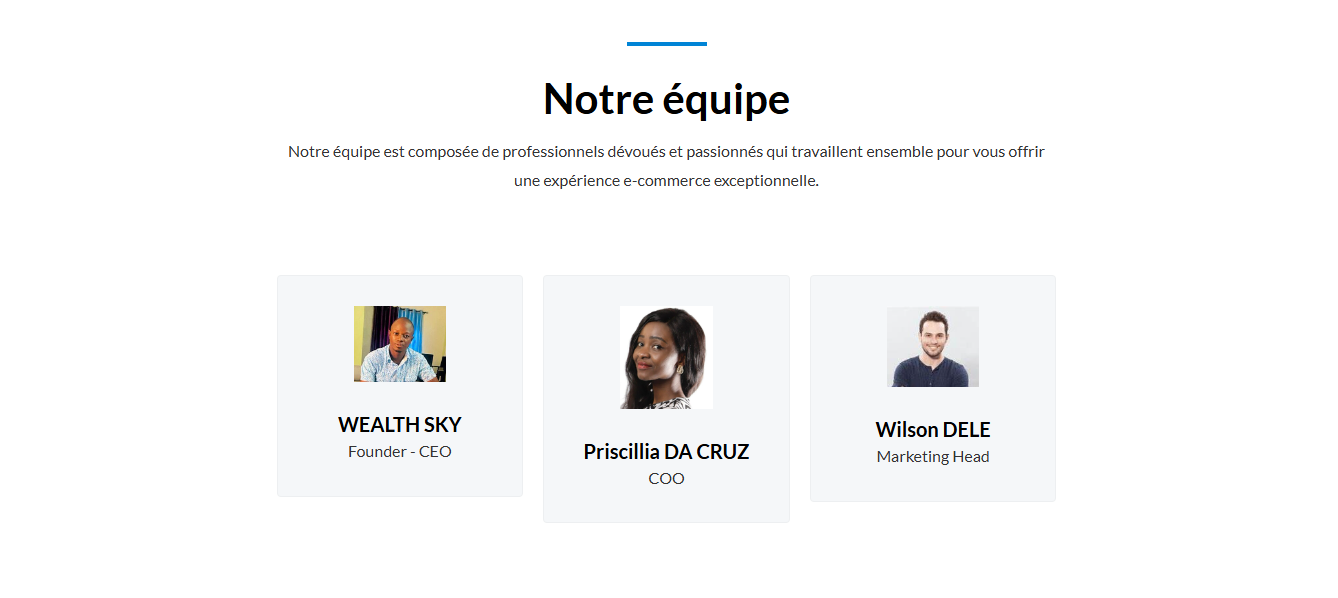 Notre équipe
Notre équipe est composée de professionnels dévoués et passionnés qui travaillent ensemble pour vous offrir
une expérience e-commerce exceptionnelle.
WEALTH SKY
Founder - CEO
Priscillia DA CRUZ
COO
Wilson DELE
Marketing Head